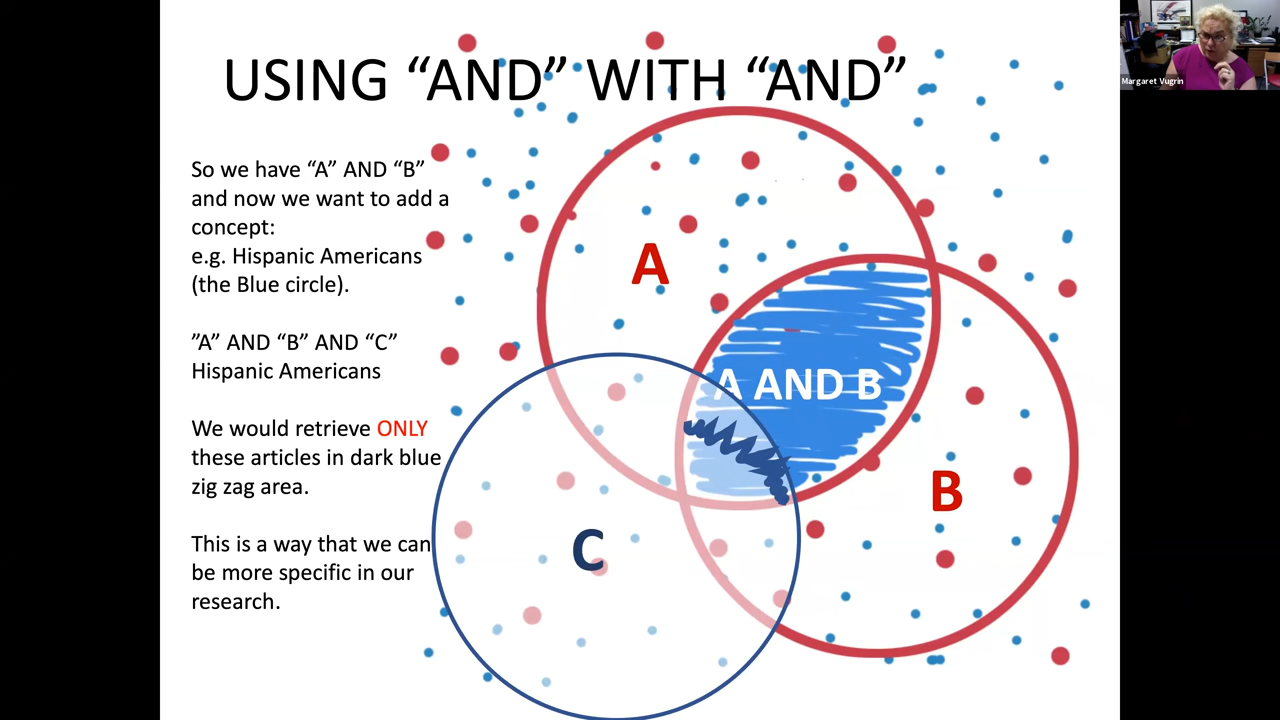 USING “AND” WITH “AND”
Margaret Vugrin
So we have “A” AND “B”
and now we want to add a
concept:
e.g. Hispanic Americans
(the Blue circle).
”A” AND “B” AND “C”
Hispanic Americans
We would retrieve ONLY
these articles in dark blue
zig zag area.
This is a way that we can
be more specific in our
research.
A
A AND B
B
C